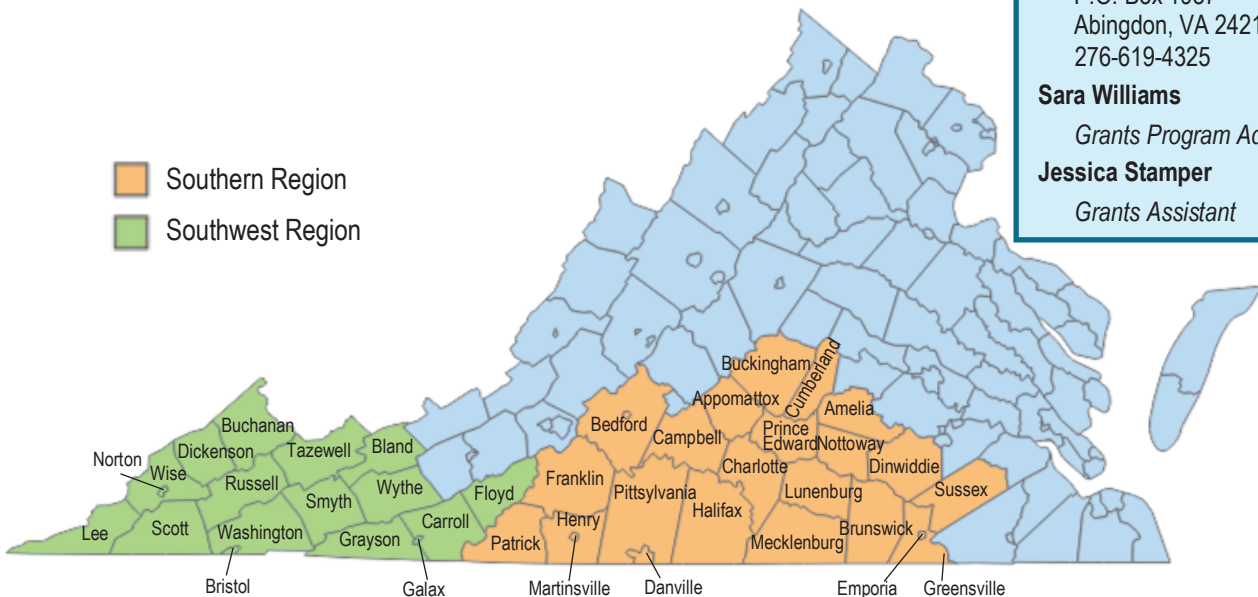 Abingdon, VA 2421
276-619-4325
Sara Williams
Grants Program
Jessica Stamper
Grants Assistant
Southern Region
Southwest Region
Buckingham
Cumberland
Appomattox
Amelia
Bedford
Campbell
Prince
Edward
Nottoway
Buchanan
Bland
Dickenson
Tazewell
Norton
Wise
Russell
Charlotte
Dinwiddie
Franklin
Wythe
Floyd
Pittsylvania
Lunenburg
Sussex
Smyth
Halifax
Lee
Scott
Washington
Carroll
Henry
Brunswick
Grayson
Patrick
Mecklenburg
Bristol
Galax
Martinsville
Danville
Emporia
Greensville